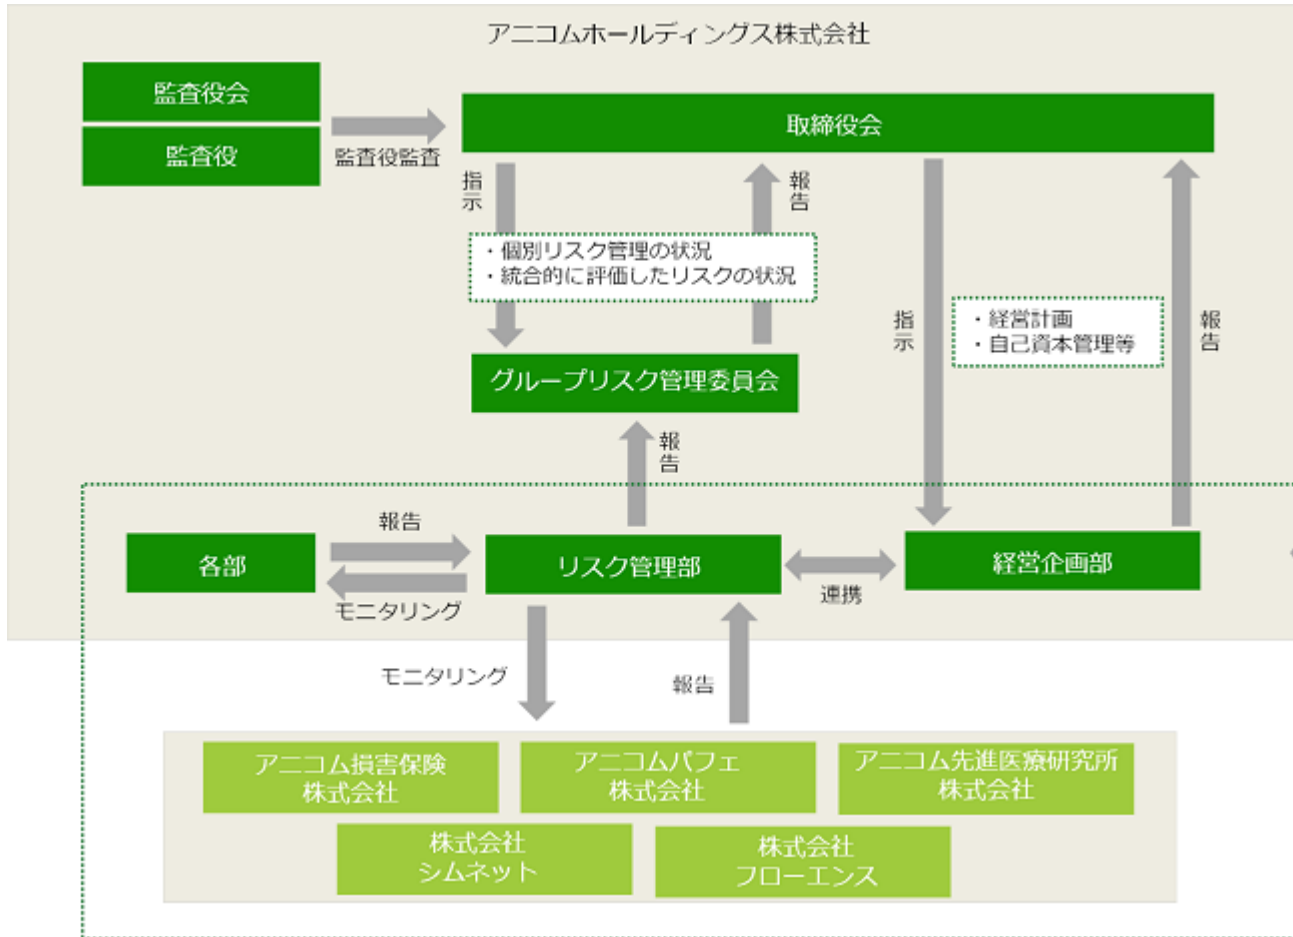 アニコムホールディングス株式会社
監査役会
監査役
監査役監査
取締役会
指示
報告
・個別リスク管理の状況
・統合的に評価したリスクの状況
指示
・経営計画
・自己資本管理等
報告
グループリスク管理委員会
報告
各部
報告
モニタリング
リスク管理部
連携
経営企画部
モニタリング
報告
アニコム損害保険
株式会社
アニコムパフェ
株式会社
アニコム先進医療研究所
株式会社
株式会社
シムネット
株式会社
フローエンス